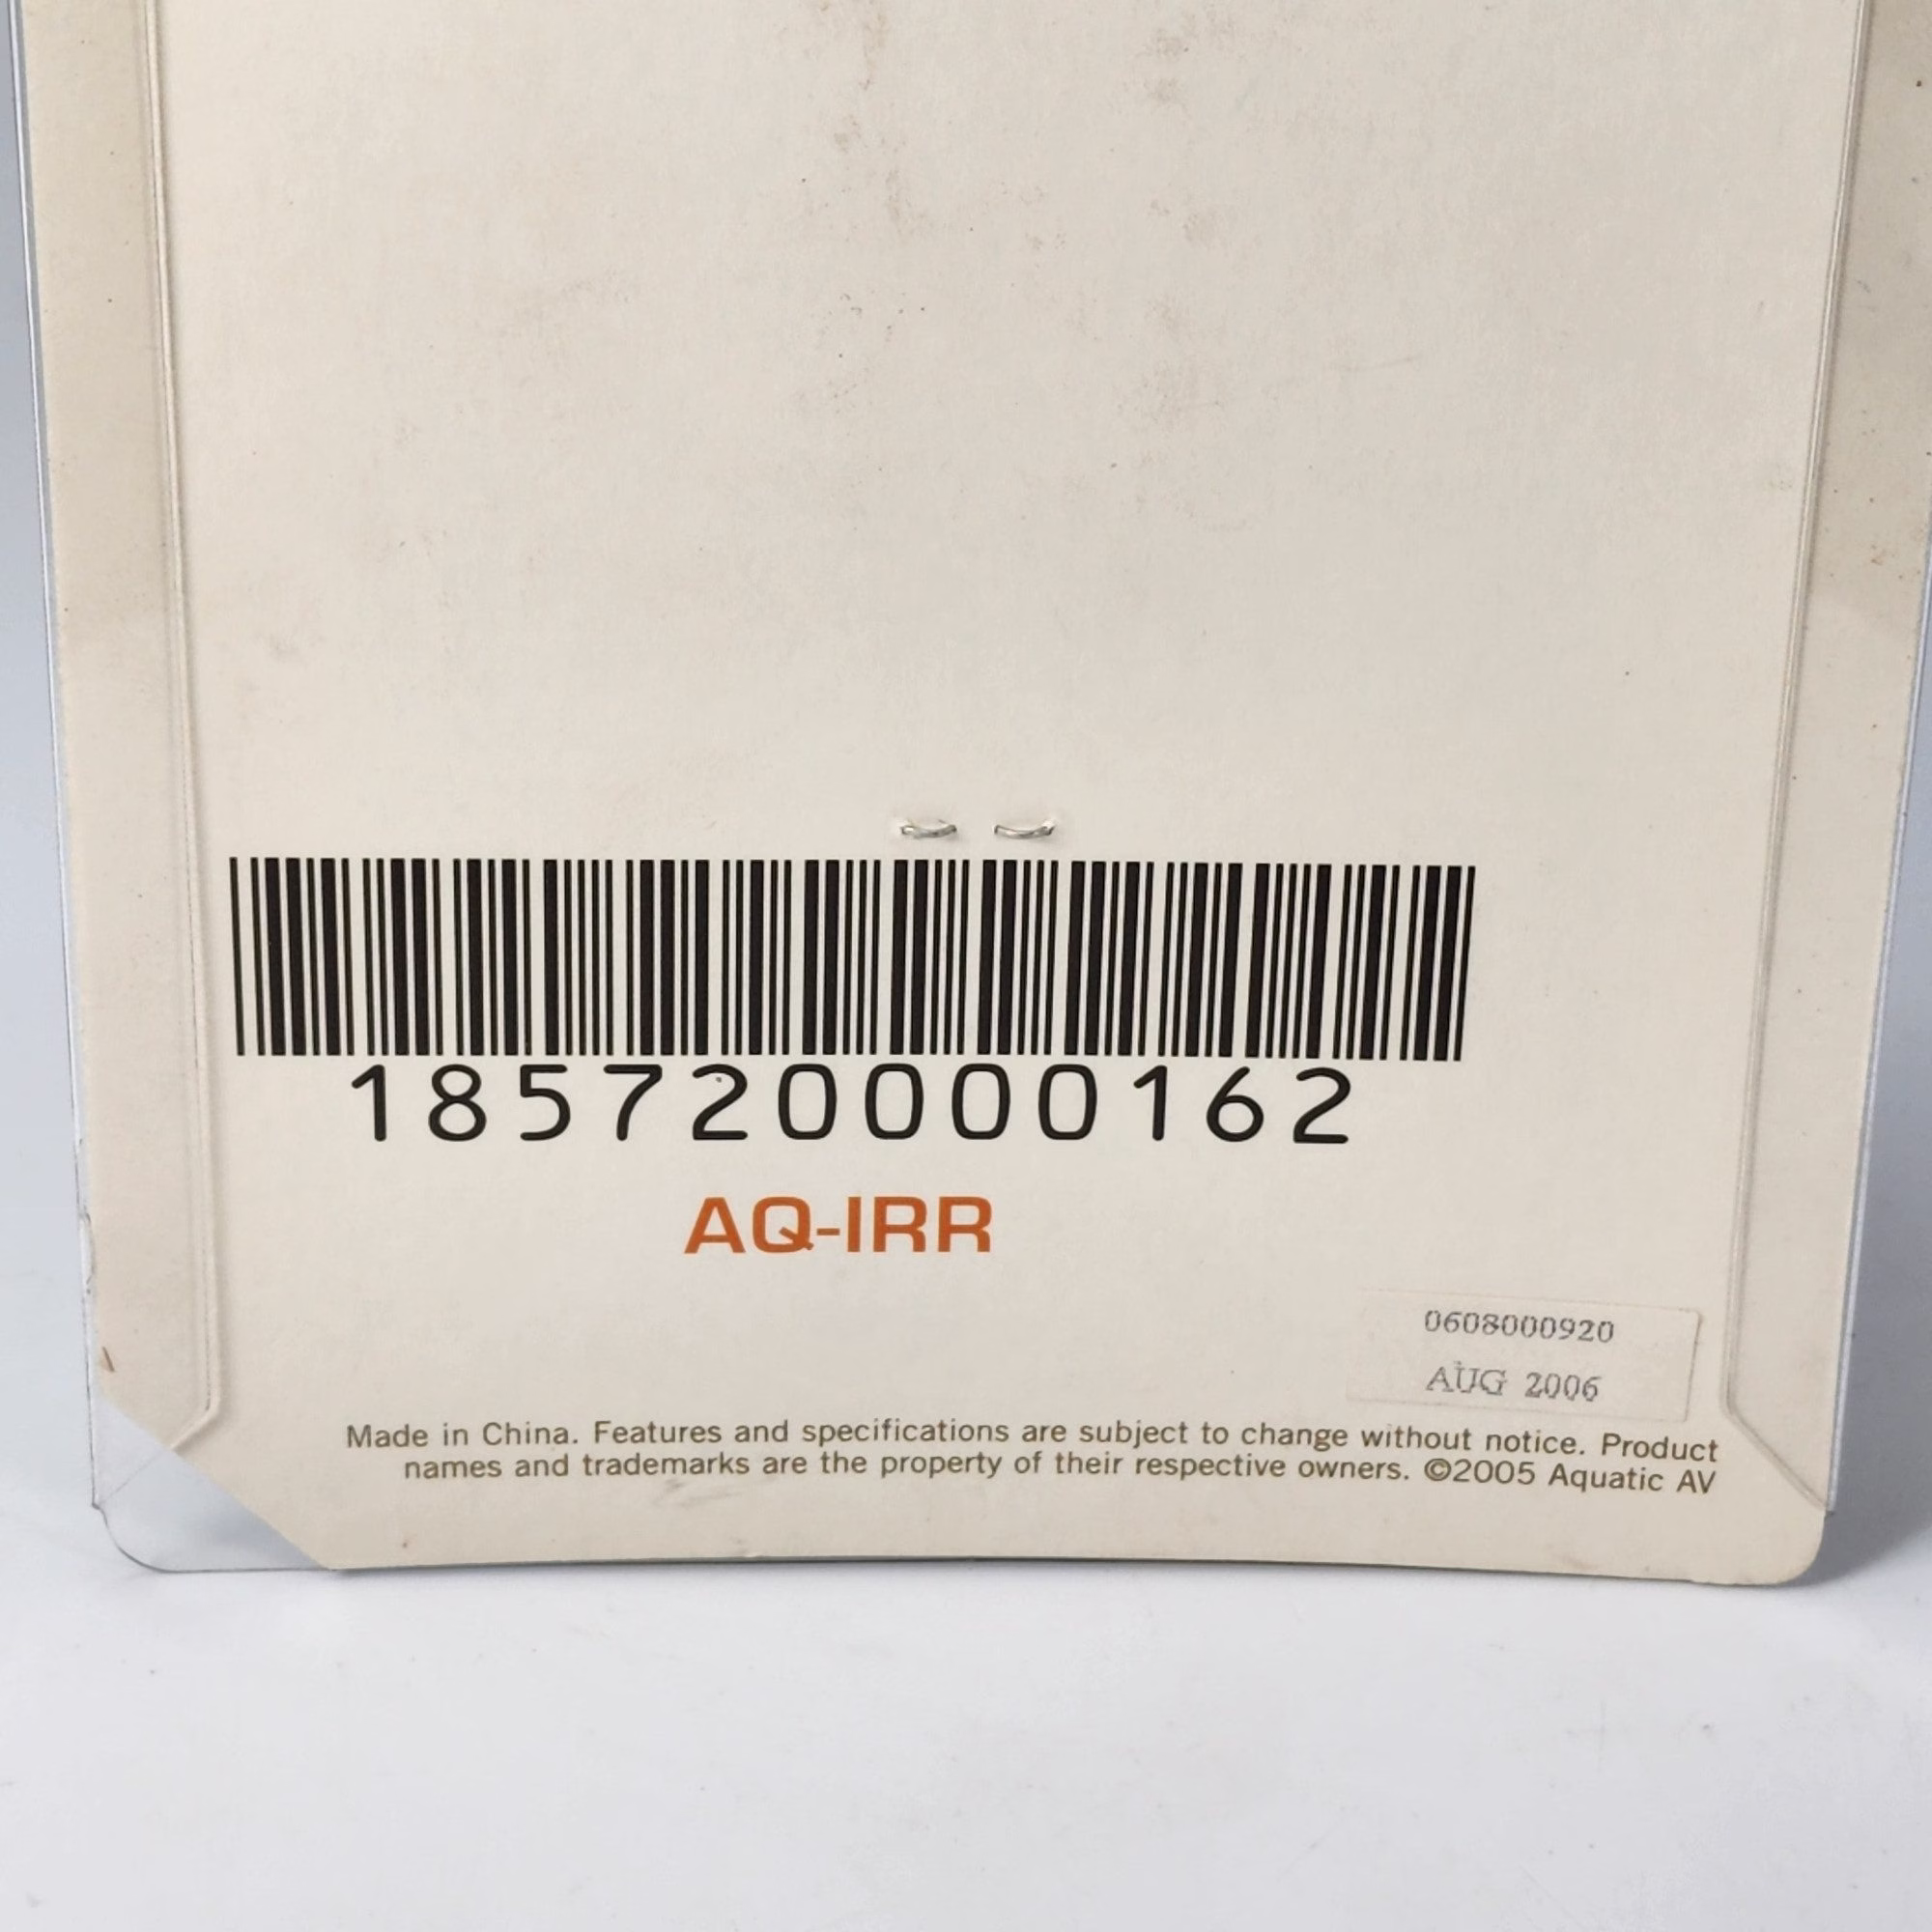 185720000162
AQ-IRR
0608000920
AUG 2006
Made in China. Features and specifications are subject to change without notice. Product
names and trademarks are the property of their respective owners. ©2005 Aquatic AV